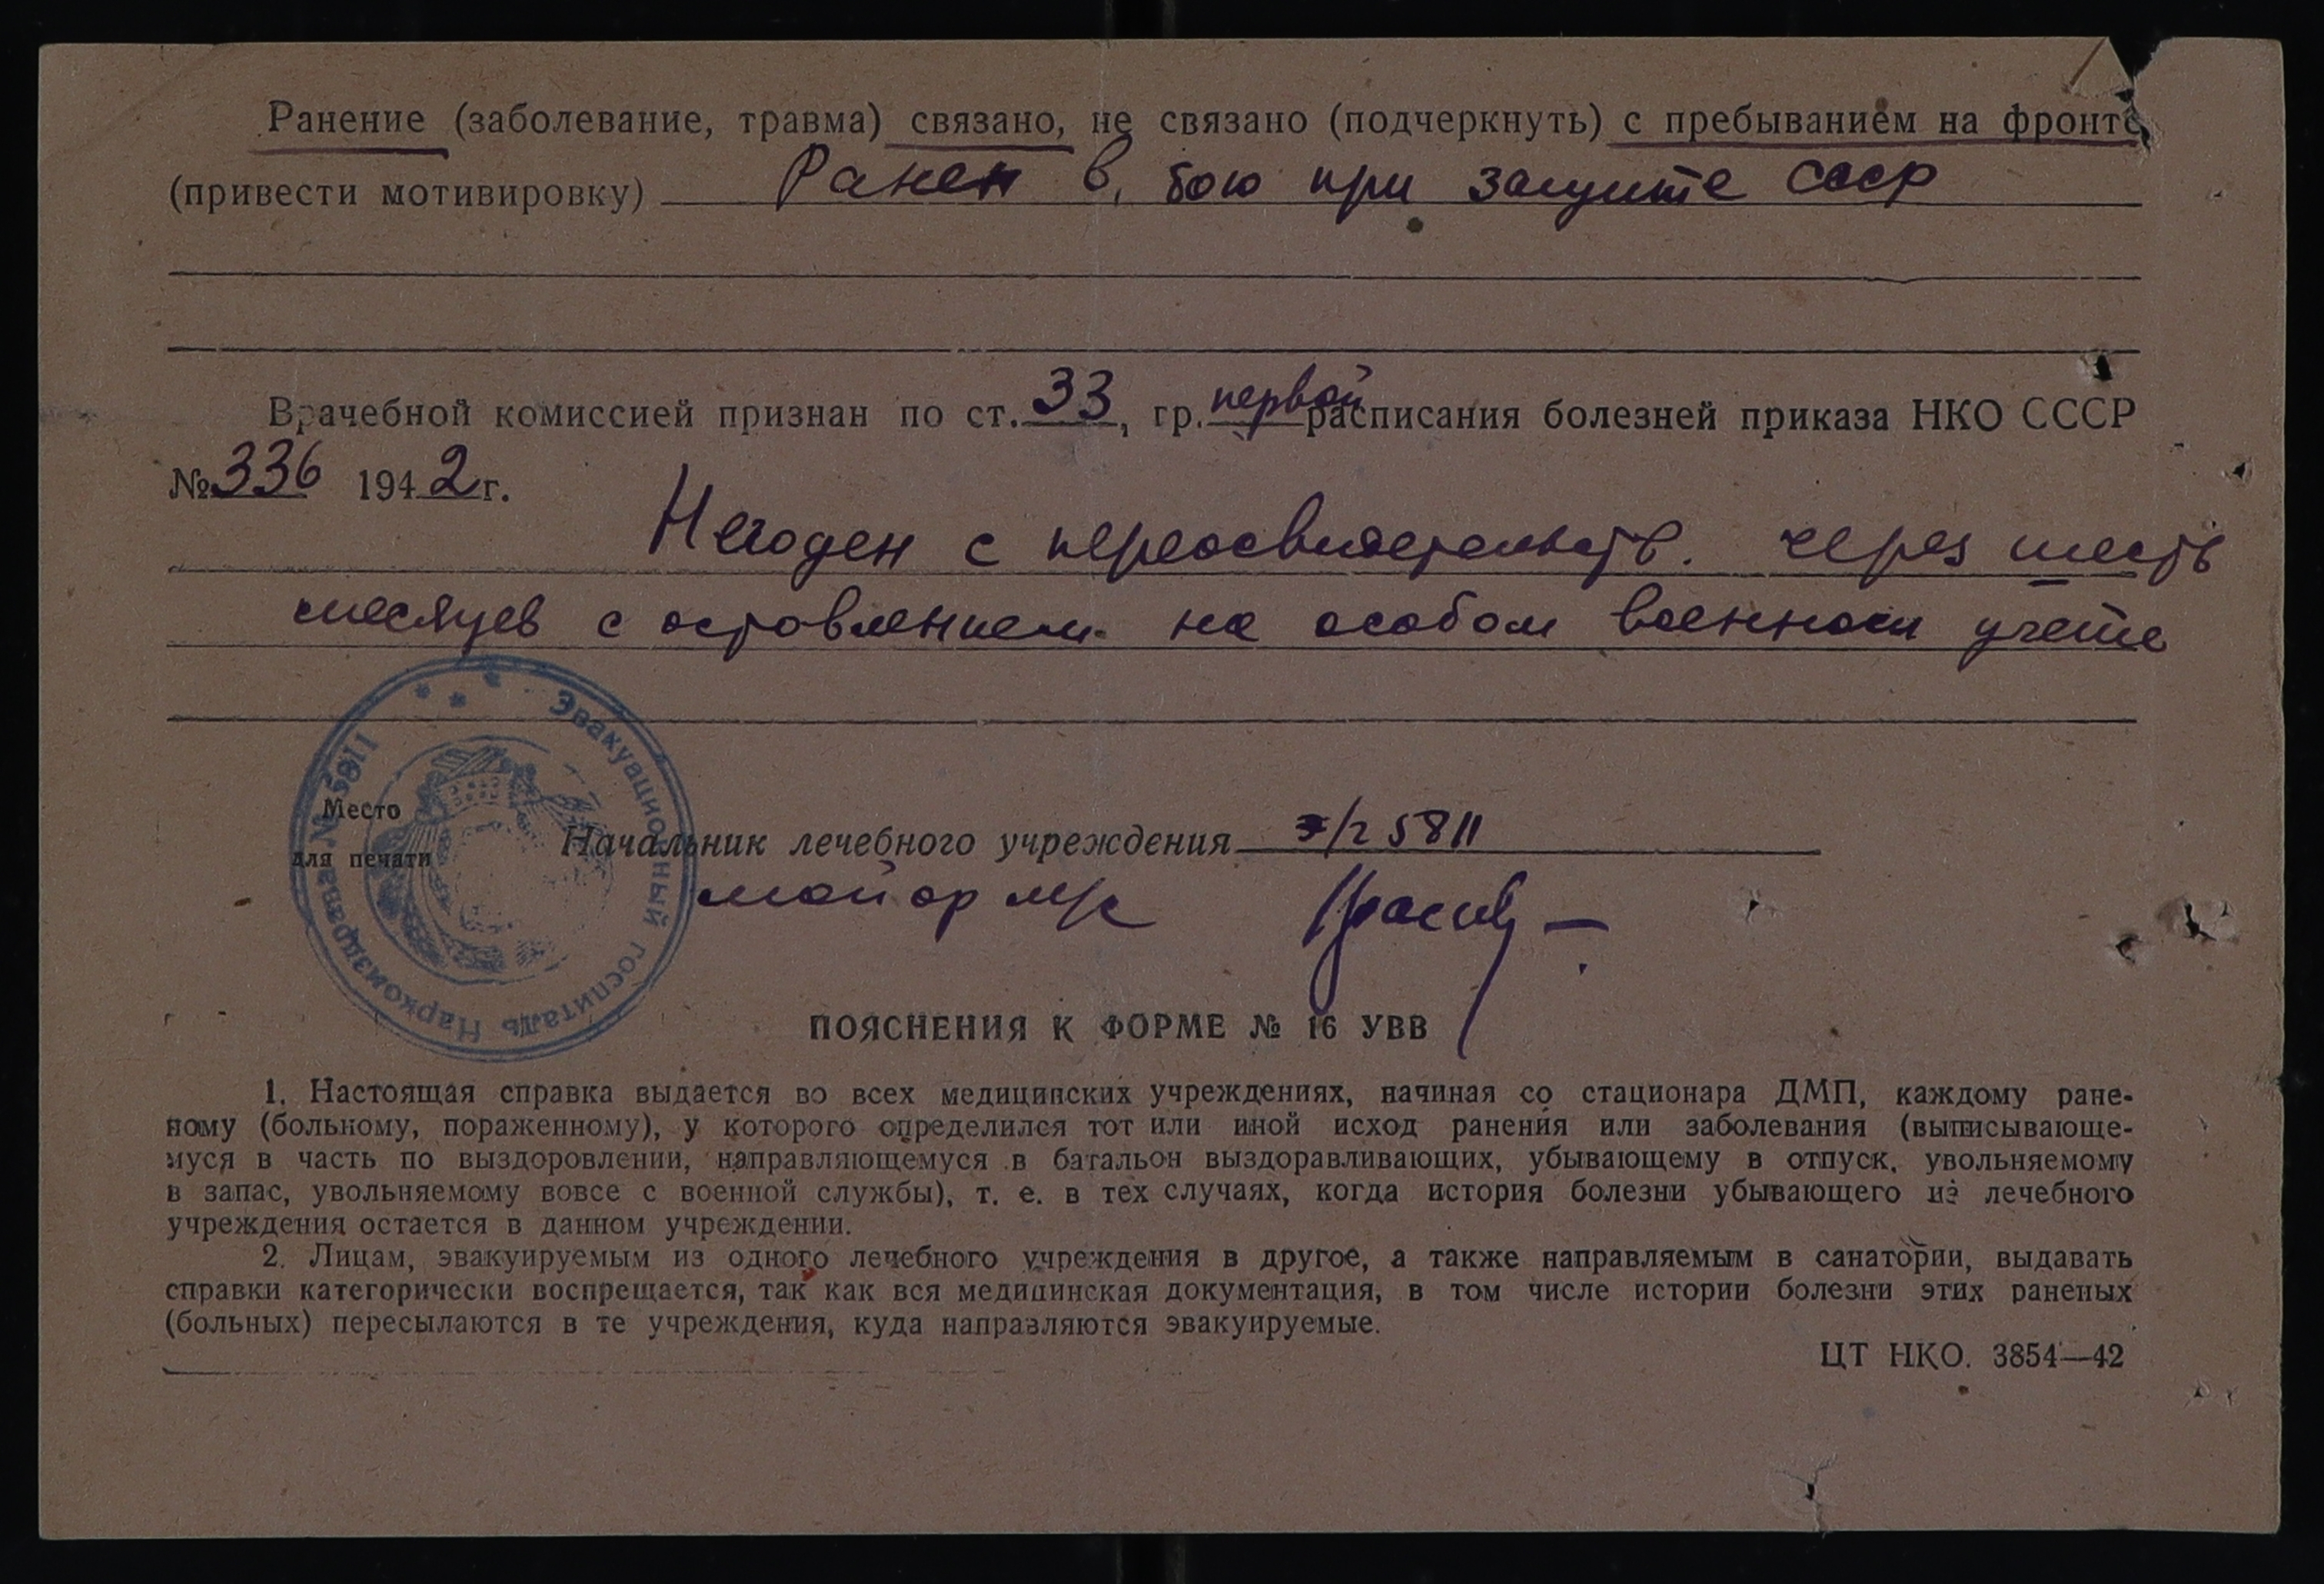 Ранение (заболевание, травма) связано, не связано (подчеркнуть) с пребыванием на фронте
(привести мотивировку) Ранен в бою при защите СССР
Врачебной комиссией признан по ст. 33, гр. первой расписания болезней приказа НКО СССР
№ 336 1942 г.
Негоден с переосвидетельств. через шесть
месяцев с оставлением на особом военном учете
Эвакуационный госпиталь Наркомздрава № 5811
Место
для печати
Начальник лечебного учреждения э/г 5811
майор м/с
ПОЯСНЕНИЯ К ФОРМЕ № 16 УВВ
1. Настоящая справка выдается во всех медицинских учреждениях, начиная со стационара ДМП, каждому ране-
ному (больному, пораженному), у которого определился тот или иной исход ранения или заболевания (выписывающе-
муся в часть по выздоровлении, направляющемуся в батальон выздоравливающих, убывающему в отпуск, увольняемому
в запас, увольняемому вовсе с военной службы), т. е. в тех случаях, когда история болезни убывающего из лечебного
учреждения остается в данном учреждении.
2. Лицам, эвакуируемым из одного лечебного учреждения в другое, а также направляемым в санатории, выдавать
справки категорически воспрещается, так как вся медицинская документация, в том числе истории болезни этих раненых
(больных) пересылаются в те учреждения, куда направляются эвакуируемые.
ЦТ НКО. 3854—42